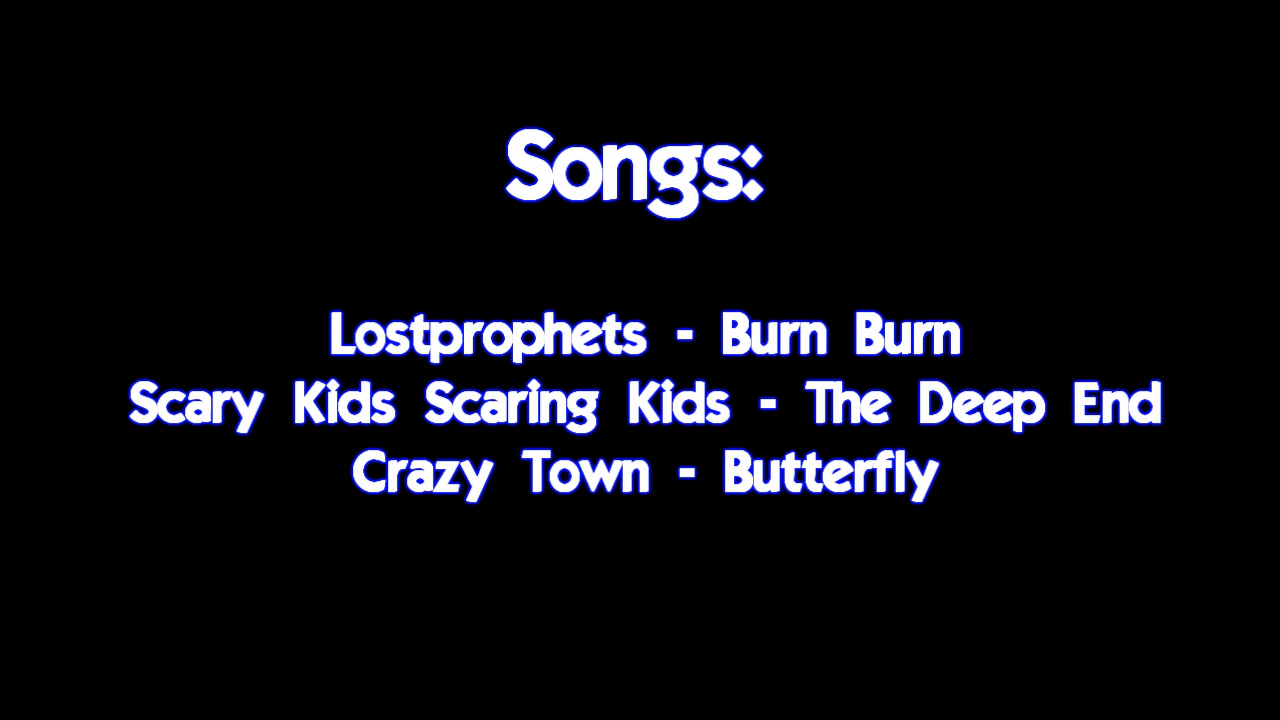 Songs:
Lostprophets - Burn Burn
Scary Kids Scaring Kids - The Deep End
Crazy Town - Butterfly